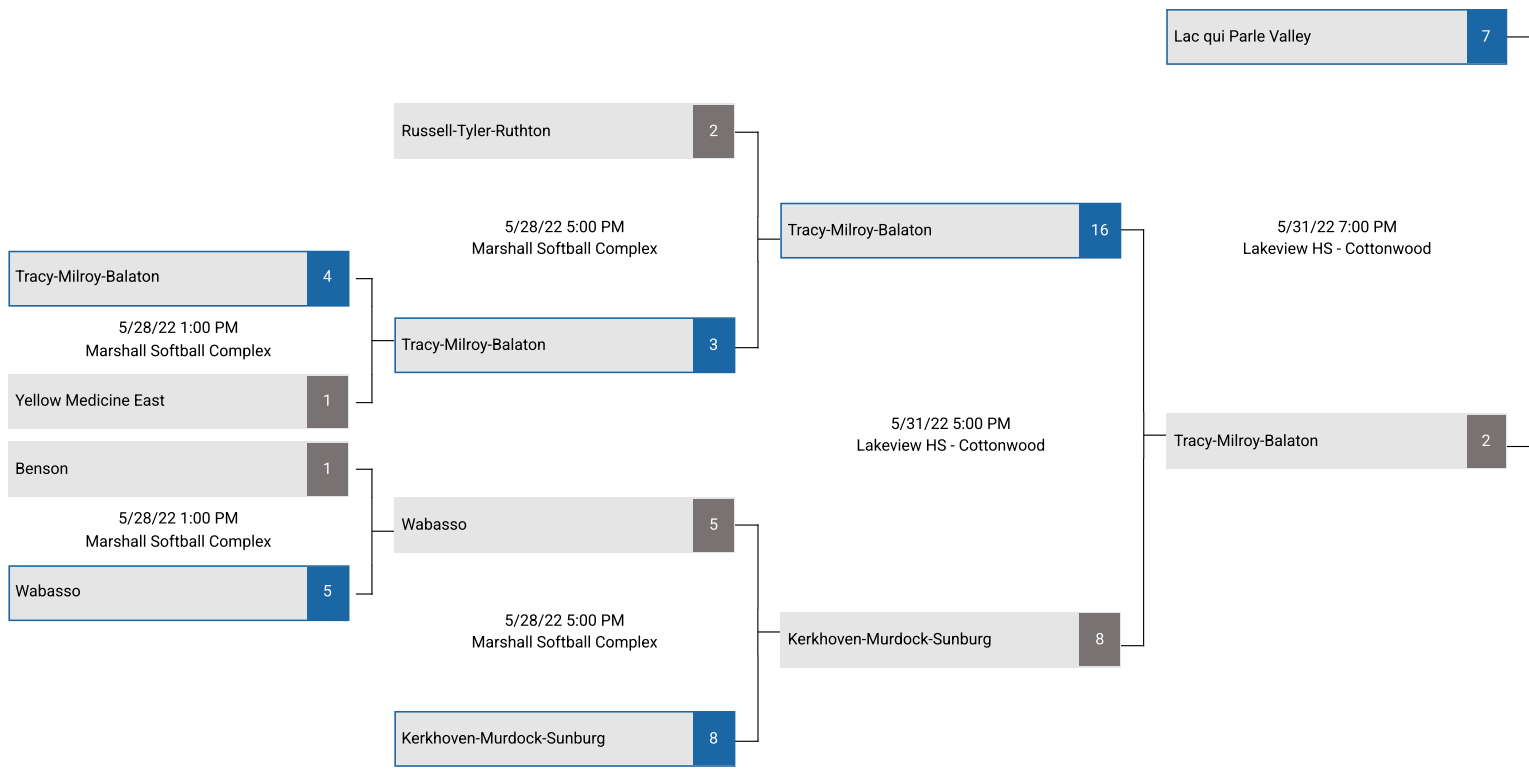 Lac qui Parle Valley 7
Russell-Tyler-Ruthton 2
5/28/22 5:00 PM
Marshall Softball Complex
Tracy-Milroy-Balaton 16
5/31/22 7:00 PM
Lakeview HS - Cottonwood
Tracy-Milroy-Balaton 4
5/28/22 1:00 PM
Marshall Softball Complex
Tracy-Milroy-Balaton 3
Yellow Medicine East 1
5/31/22 5:00 PM
Lakeview HS - Cottonwood
Tracy-Milroy-Balaton 2
Benson 1
5/28/22 1:00 PM
Marshall Softball Complex
Wabasso 5
Wabasso 5
5/28/22 5:00 PM
Marshall Softball Complex
Kerkhoven-Murdock-Sunburg 8
Kerkhoven-Murdock-Sunburg 8